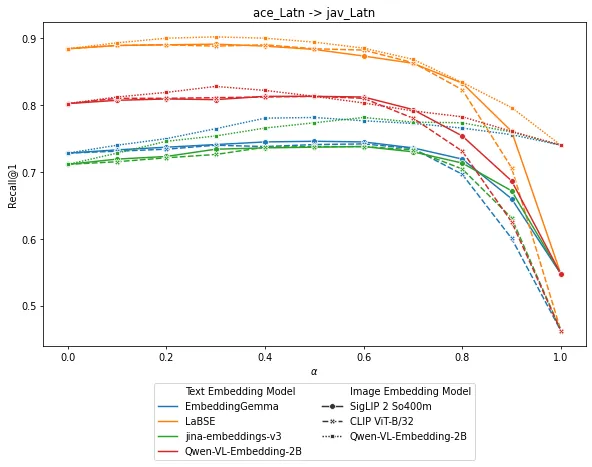 ace_Latn -> jav_Latn
Recall@1
0.9
0.8
0.7
0.6
0.5
0.0 0.2 0.4 0.6 0.8 1.0
α
Text Embedding Model Image Embedding Model
EmbeddingGemma SigLIP 2 So400m
LaBSE CLIP ViT-B/32
jina-embeddings-v3 Qwen-VL-Embedding-2B
Qwen-VL-Embedding-2B